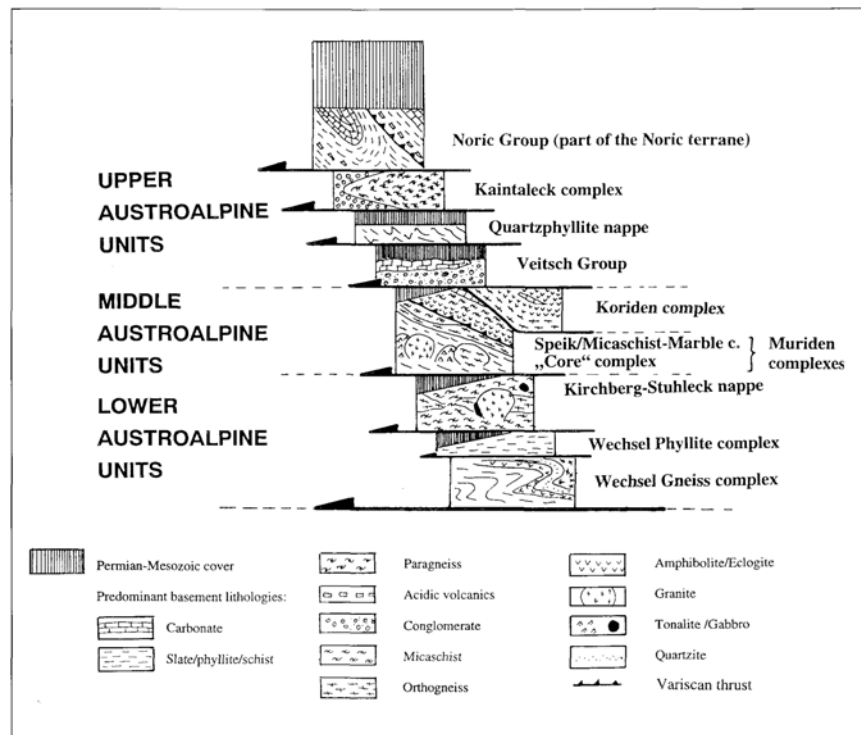 Noric Group (part of the Noric terrane)
UPPER
AUSTROALPINE
UNITS
Kaintaleck complex
Quartzphyllite nappe
Veitsch Group
MIDDLE
AUSTROALPINE
UNITS
Koriden complex
Speik/Micaschist-Marble c.
„Core“ complex
Muriden
complexes
LOWER
AUSTROALPINE
UNITS
Kirchberg-Stuhleck nappe
Wechsel Phyllite complex
Wechsel Gneiss complex
Permian-Mesozoic cover
Predominant basement lithologies:
Carbonate
Slate/phyllite/schist
Paragneiss
Acidic volcanics
Conglomerate
Micaschist
Orthogneiss
Amphibolite/Eclogite
Granite
Tonalite /Gabbro
Quartzite
Variscan thrust